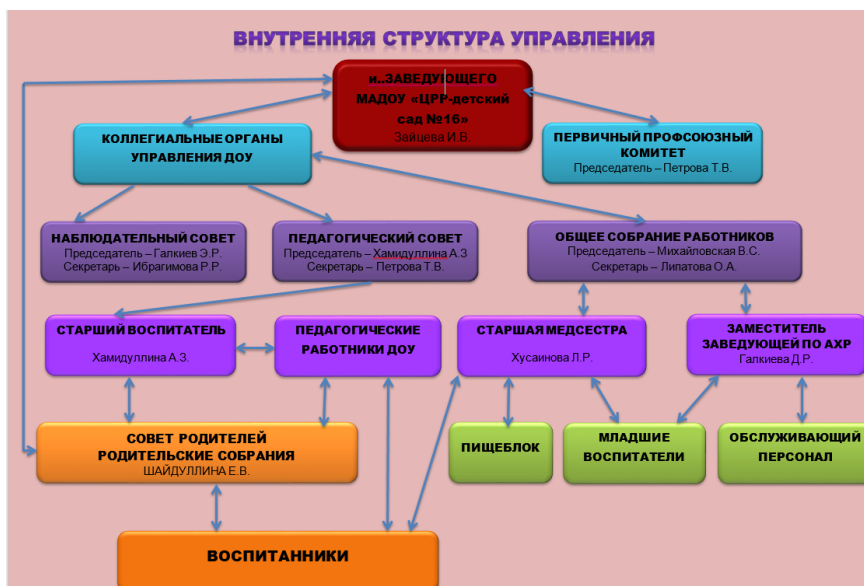 ВНУТРЕННЯЯ СТРУКТУРА УПРАВЛЕНИЯ
и..ЗАВЕДУЮЩЕГО
МАДОУ «ЦРР-детский
сад №16»
Зайцева И.В.
КОЛЛЕГИАЛЬНЫЕ ОРГАНЫ
УПРАВЛЕНИЯ ДОУ
ПЕРВИЧНЫЙ ПРОФСОЮЗНЫЙ
КОМИТЕТ
Председатель – Петрова Т.В.
НАБЛЮДАТЕЛЬНЫЙ СОВЕТ
Председатель – Галкиев Э.Р.
Секретарь – Ибрагимова Р.Р.
ПЕДАГОГИЧЕСКИЙ СОВЕТ
Председатель – Хамидуллина А.З
Секретарь – Петрова Т.В.
ОБЩЕЕ СОБРАНИЕ РАБОТНИКОВ
Председатель – Михайловская В.С.
Секретарь – Липатова О.А.
СТАРШИЙ ВОСПИТАТЕЛЬ
Хамидуллина А.З.
ПЕДАГОГИЧЕСКИЕ
РАБОТНИКИ ДОУ
СТАРШАЯ МЕДСЕСТРА
Хусаинова Л.Р.
ЗАМЕСТИТЕЛЬ
ЗАВЕДУЮЩЕЙ ПО АХР
Галкиева Д.Р.
СОВЕТ РОДИТЕЛЕЙ
РОДИТЕЛЬСКИЕ СОБРАНИЯ
ШАЙДУЛЛИНА Е.В.
ПИЩЕБЛОК
МЛАДШИЕ
ВОСПИТАТЕЛИ
ОБСЛУЖИВАЮЩИЙ
ПЕРСОНАЛ
ВОСПИТАННИКИ